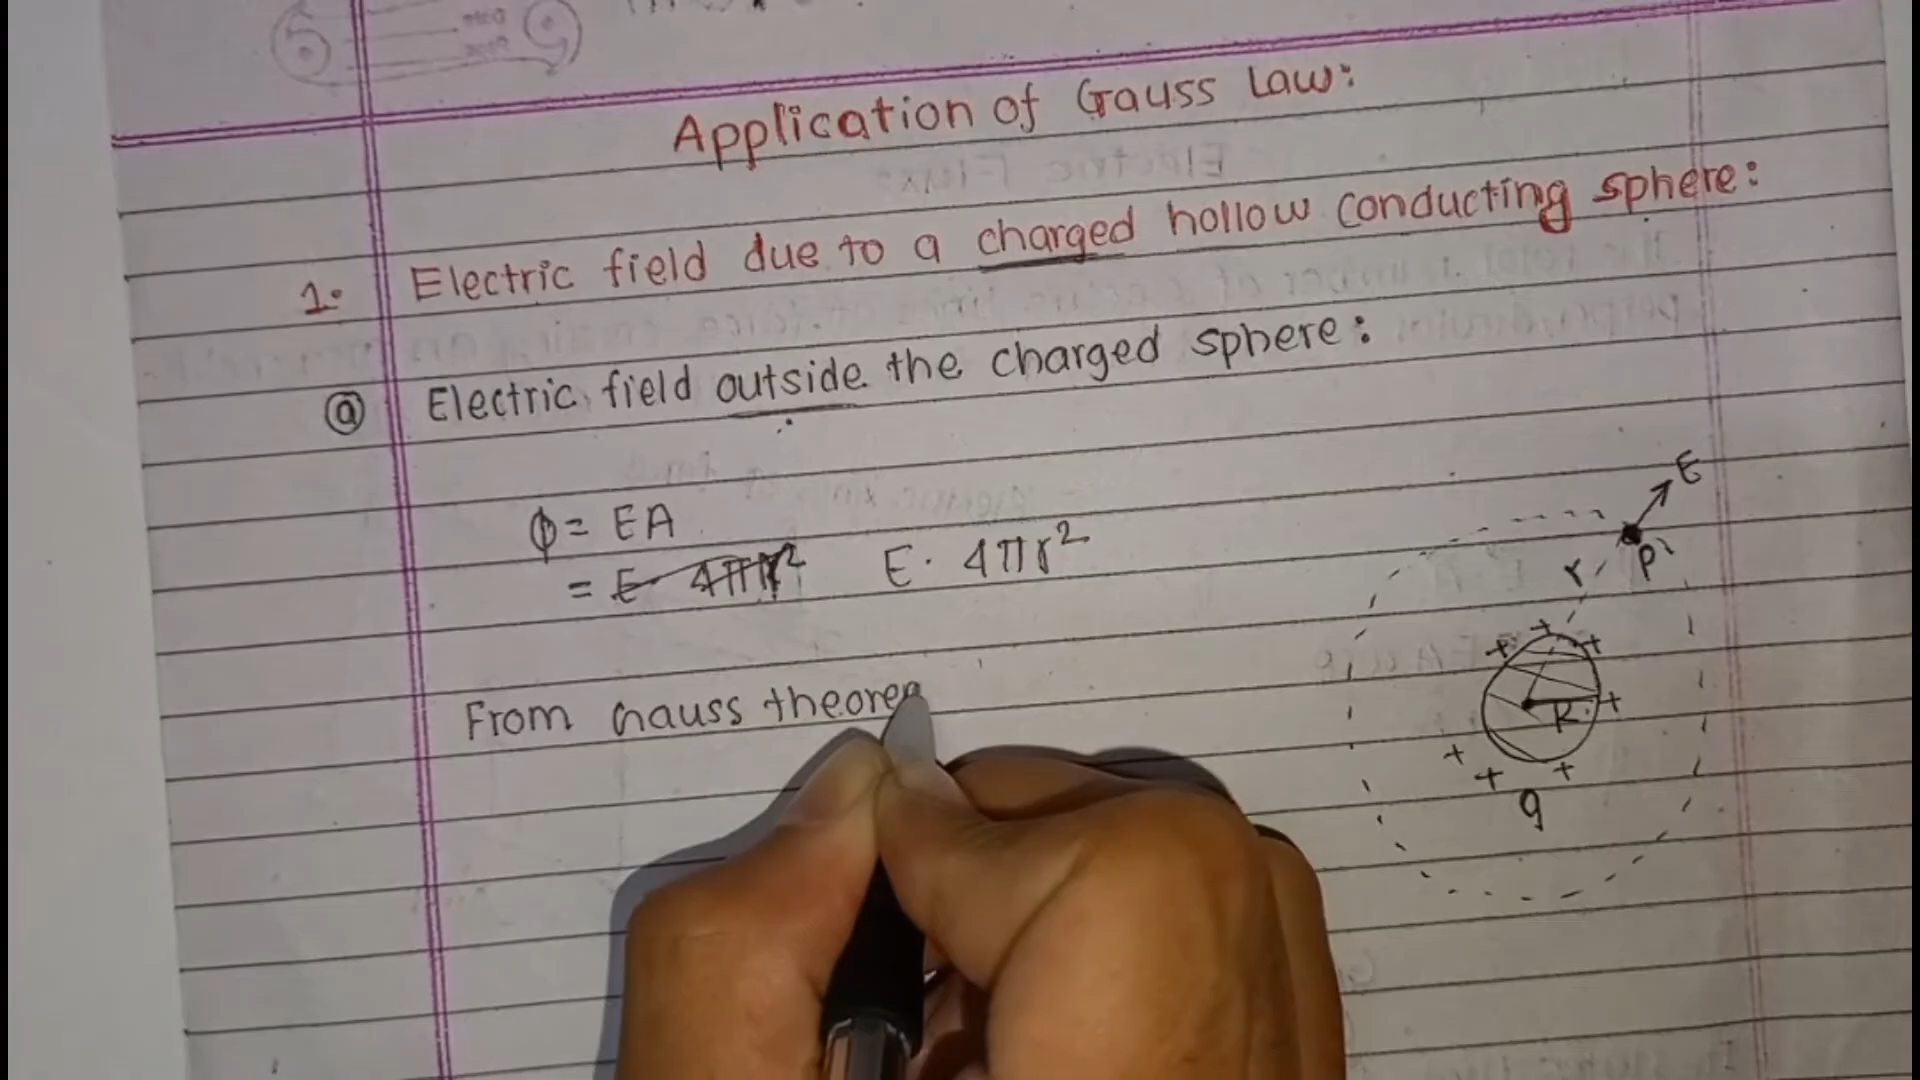 Application of Gauss Law:
1. Electric field due to a charged hollow conducting sphere:
ⓐ Electric field outside the charged sphere:
ϕ = EA
= E 4πr² E. 4πr²
From Gauss theorem
E
P
r
R
q